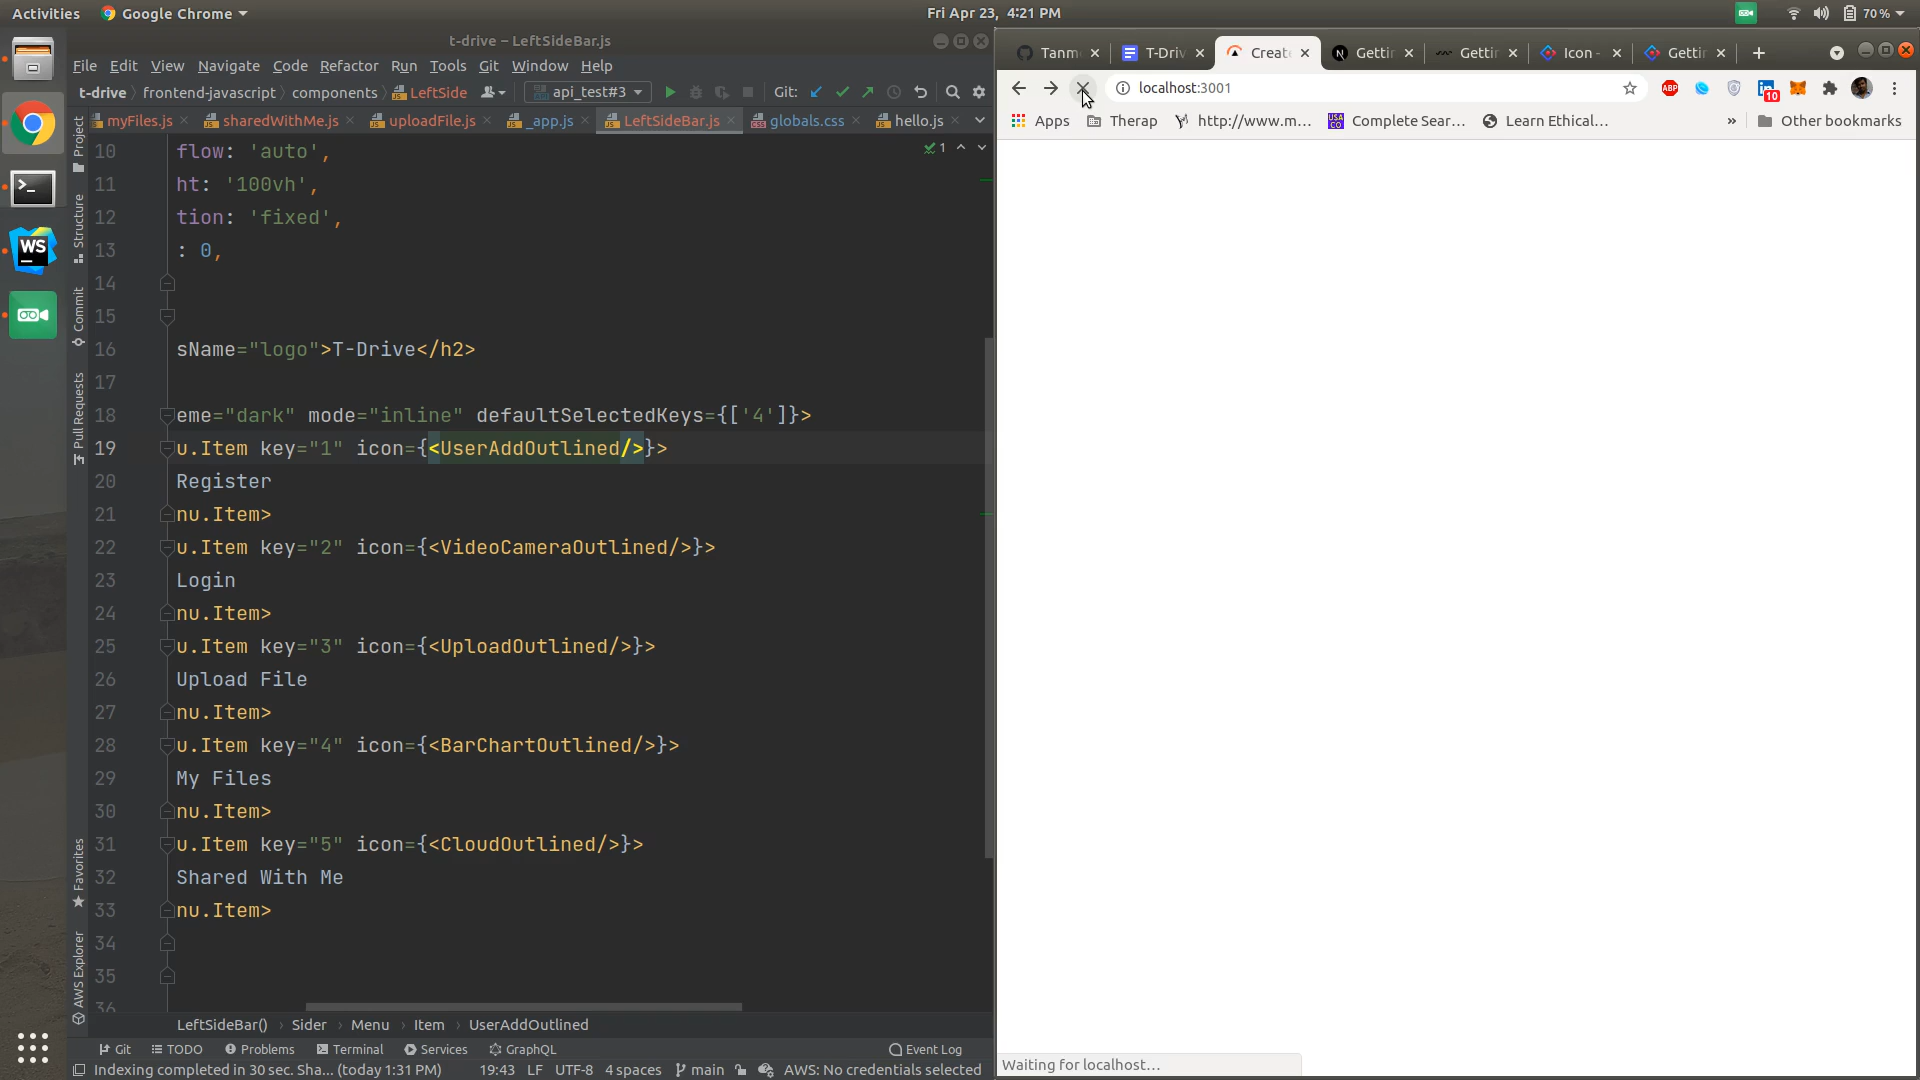 Activities Google Chrome Fri Apr 23, 4:21 PM 70 %
t-drive – LeftSideBar.js
File Edit View Navigate Code Refactor Run Tools Git Window Help
t-drive frontend-javascript components LeftSide api_test#3 Git:
myFiles.js sharedWithMe.js uploadFile.js _app.js LeftSideBar.js globals.css hello.js
Project
Structure
Commit
Pull Requests
Favorites
AWS Explorer
WS
10 flow: 'auto', 1
11 ht: '100vh',
12 tion: 'fixed',
13 : 0,
14
15
16 sName="logo">T-Drive</h2>
17
18 eme="dark" mode="inline" defaultSelectedKeys={['4']}>
19 u.Item key="1" icon={<UserAddOutlined/>}>
20 Register
21 nu.Item>
22 u.Item key="2" icon={<VideoCameraOutlined/>}>
23 Login
24 nu.Item>
25 u.Item key="3" icon={<UploadOutlined/>}>
26 Upload File
27 nu.Item>
28 u.Item key="4" icon={<BarChartOutlined/>}>
29 My Files
30 nu.Item>
31 u.Item key="5" icon={<CloudOutlined/>}>
32 Shared With Me
33 nu.Item>
34
35
36
LeftSideBar() Sider Menu Item UserAddOutlined
Git TODO Problems Terminal Services GraphQL Event Log
Indexing completed in 30 sec. Sha... (today 1:31 PM) 19:43 LF UTF-8 4 spaces main AWS: No credentials selected
Tanm T-Driv Create Gettin Gettin Icon - Gettin
localhost:3001 ABP 10
Apps Therap http://www.m... USA CO Complete Sear... Learn Ethical... » Other bookmarks
Waiting for localhost...